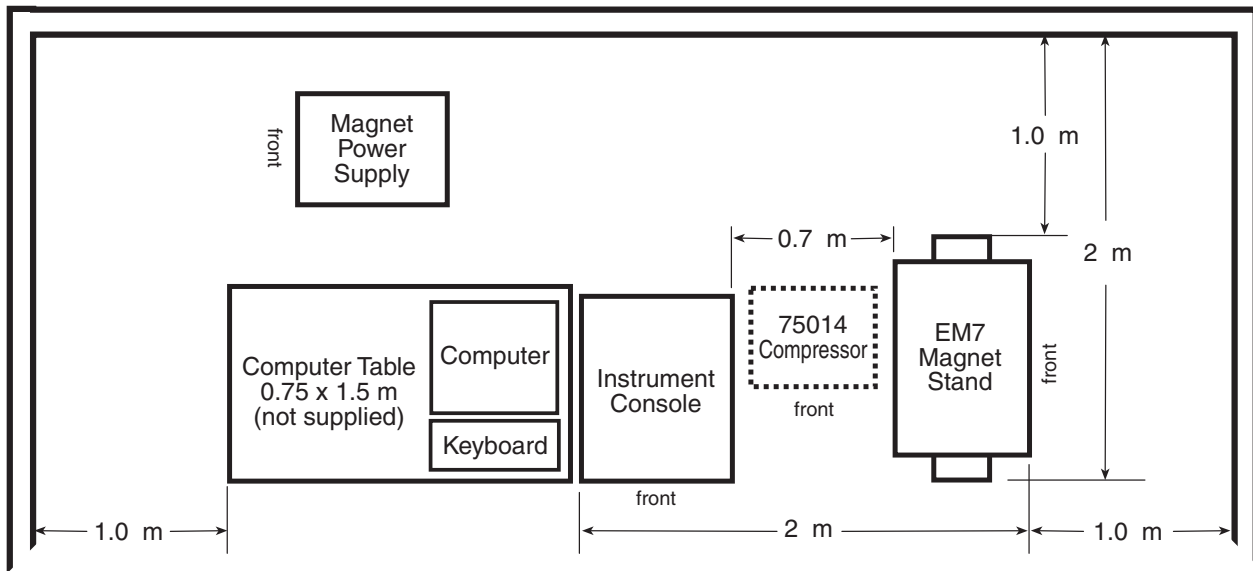 Magnet
Power
Supply
front
1.0 m
0.7 m
2 m
Computer Table
0.75 x 1.5 m
(not supplied)
Computer
Keyboard
Instrument
Console
front
75014
Compressor
front
EM7
Magnet
Stand
front
1.0 m
2 m
1.0 m